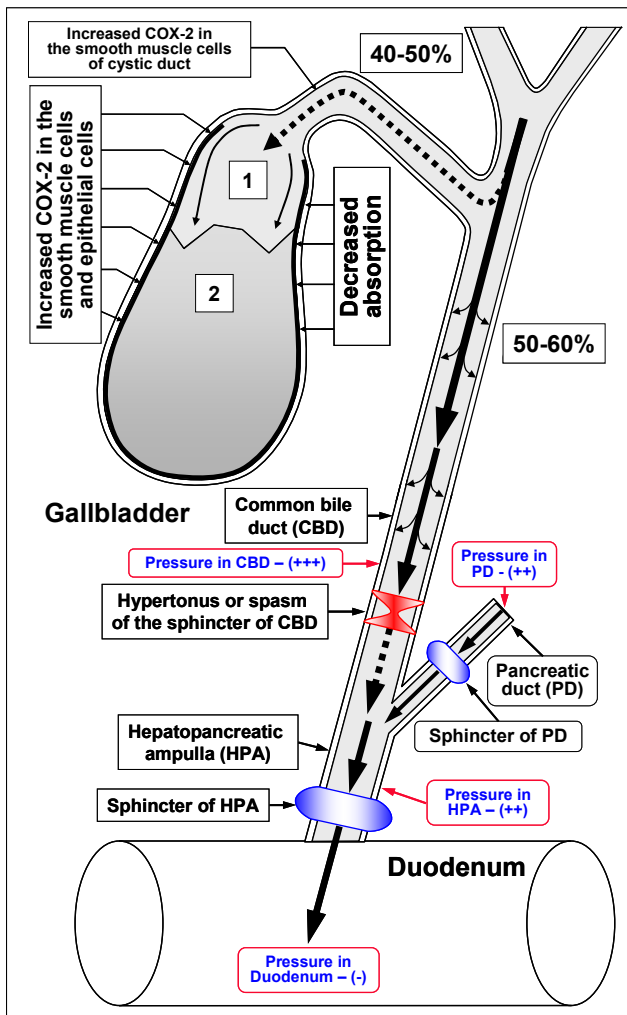 Increased COX-2 in
the smooth muscle cells
of cystic duct
40-50%
Increased COX-2 in the
smooth muscle cells
and epithelial cells
1
Decreased
absorption
2
50-60%
Gallbladder
Common bile
duct (CBD)
Pressure in CBD – (+++)
Pressure in
PD - (++)
Hypertonus or spasm
of the sphincter of CBD
Pancreatic
duct (PD)
Sphincter of PD
Hepatopancreatic
ampulla (HPA)
Sphincter of HPA
Pressure in
HPA – (++)
Duodenum
Pressure in
Duodenum – (-)